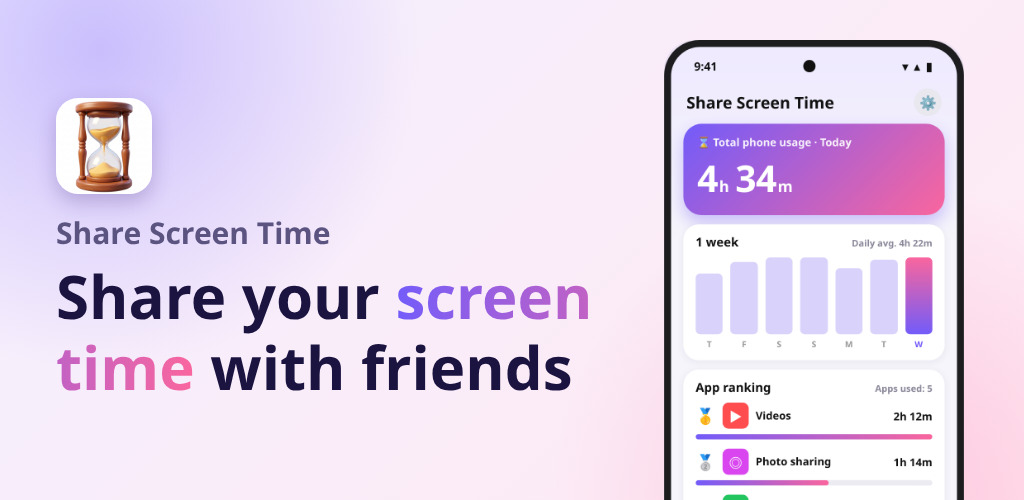 Share Screen Time
Share your screen
time with friends
9:41
Share Screen Time
Total phone usage · Today
4h 34m
1 week
Daily avg. 4h 22m
T F S S M T W
App ranking
Apps used: 5
Videos
2h 12m
Photo sharing
1h 14m